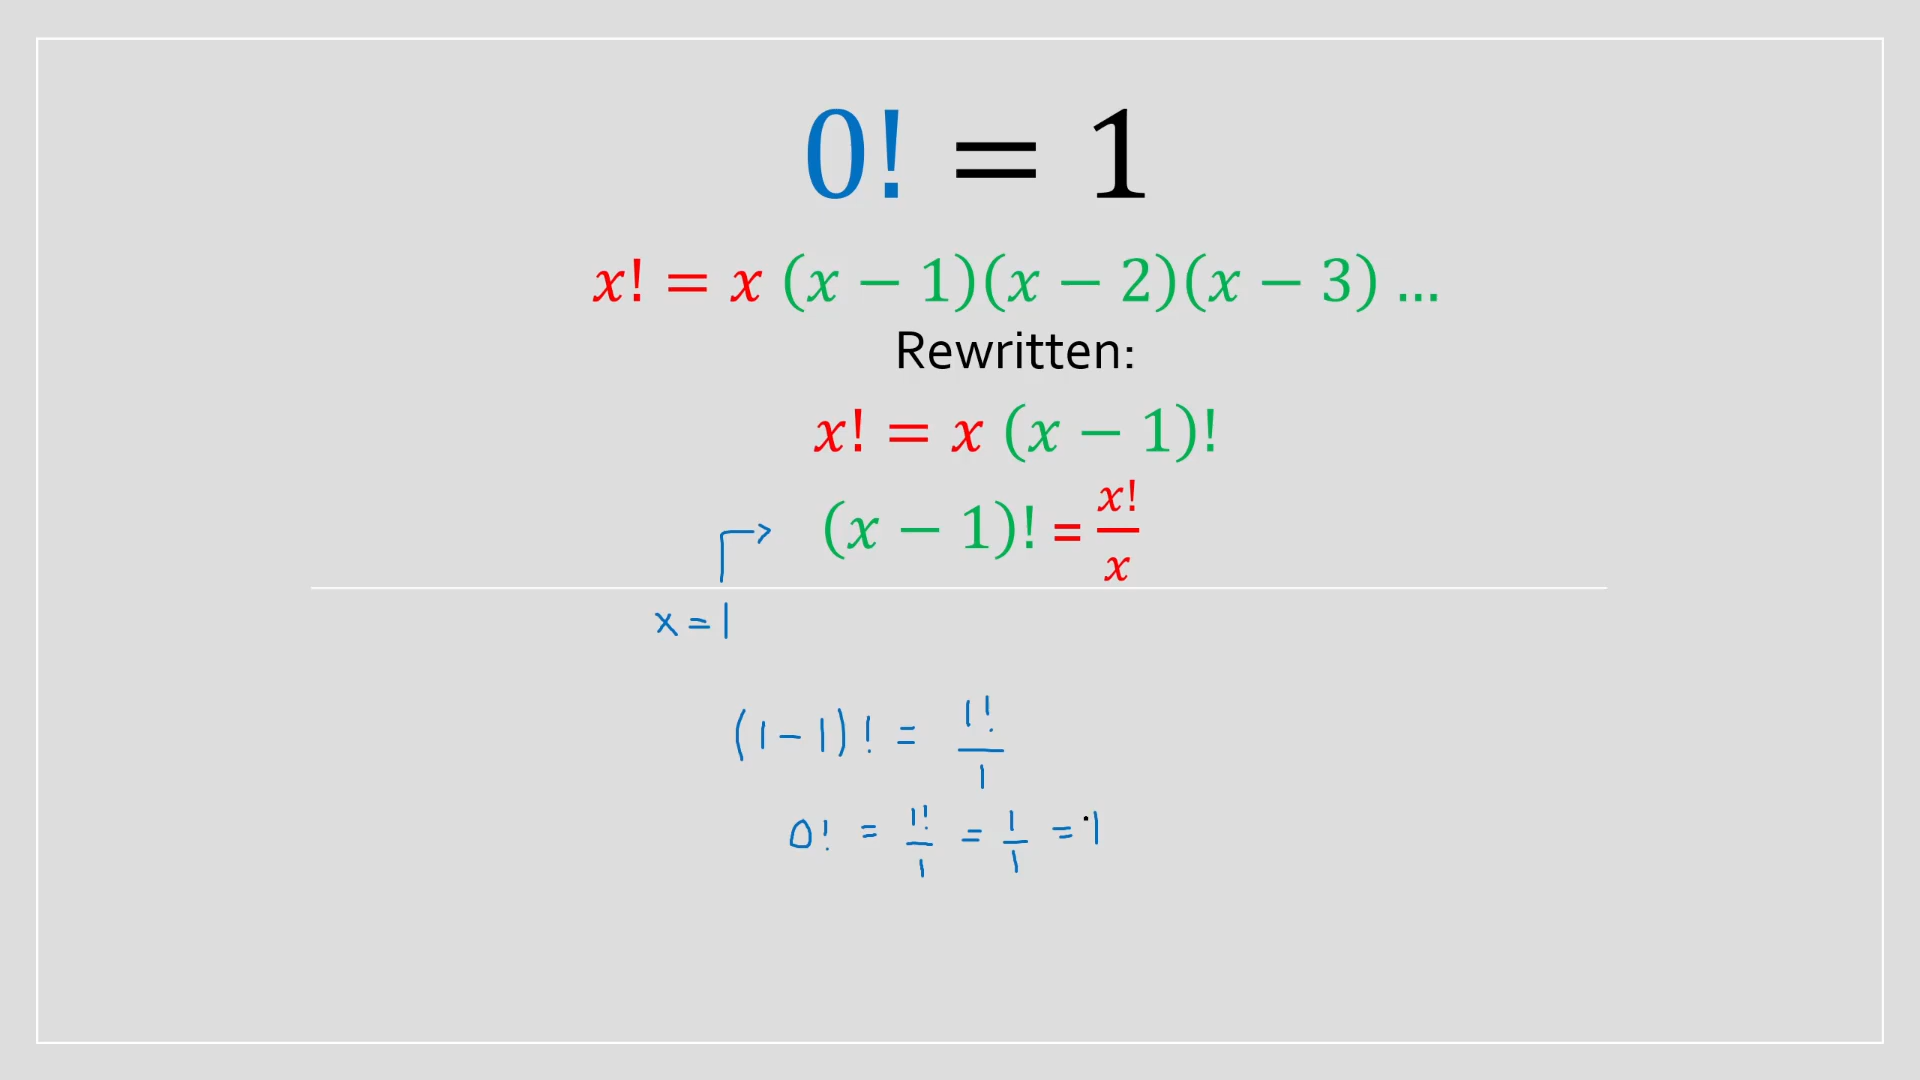 0! = 1
x! = x (x − 1)(x − 2)(x − 3) ...
Rewritten:
x! = x (x − 1)!
(x − 1)! = x!/x
x = 1
(1 - 1)! = 1!/1
0! = 1!/1 = 1/1 = 1